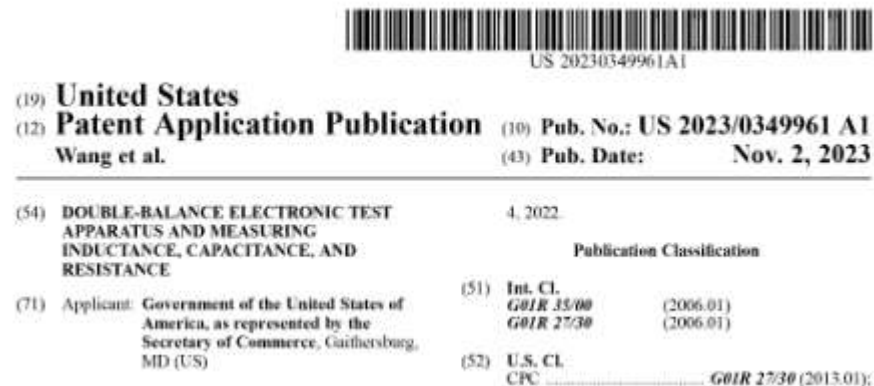 US 20230349961A1
(19) United States
(12) Patent Application Publication
Wang et al.
(10) Pub. No.: US 2023/0349961 A1
(43) Pub. Date: Nov. 2, 2023
(54) DOUBLE-BALANCE ELECTRONIC TEST
APPARATUS AND MEASURING
INDUCTANCE, CAPACITANCE, AND
RESISTANCE
(71) Applicant: Government of the United States of
America, as represented by the
Secretary of Commerce, Gaithersburg,
MD (US)
4, 2022.
Publication Classification
(51) Int. Cl.
G01R 35/00 (2006.01)
G01R 27/30 (2006.01)
(52) U.S. Cl.
CPC .................... G01R 27/30 (2013.01);